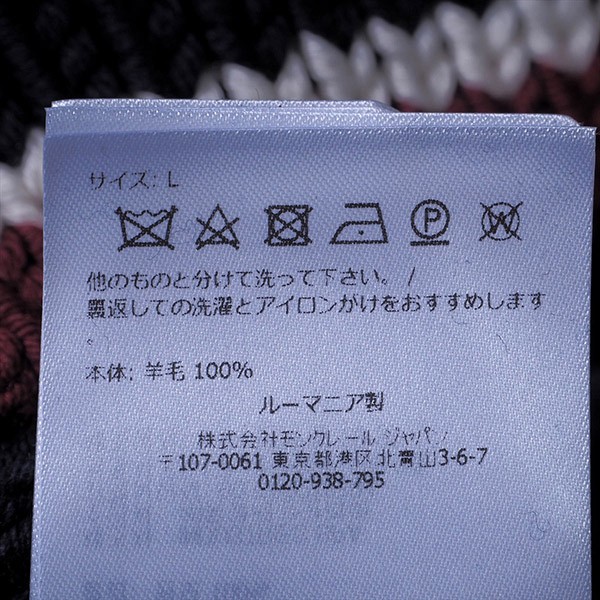 サイズ: L
P W
他のものと分けて洗って下さい。 /
裏返しての洗濯とアイロンかけをおすすめします
。
本体: 羊毛 100%
ルーマニア製
株式会社モンクレール ジャパン
〒107-0061 東京都港区北青山3-6-7
0120-938-795